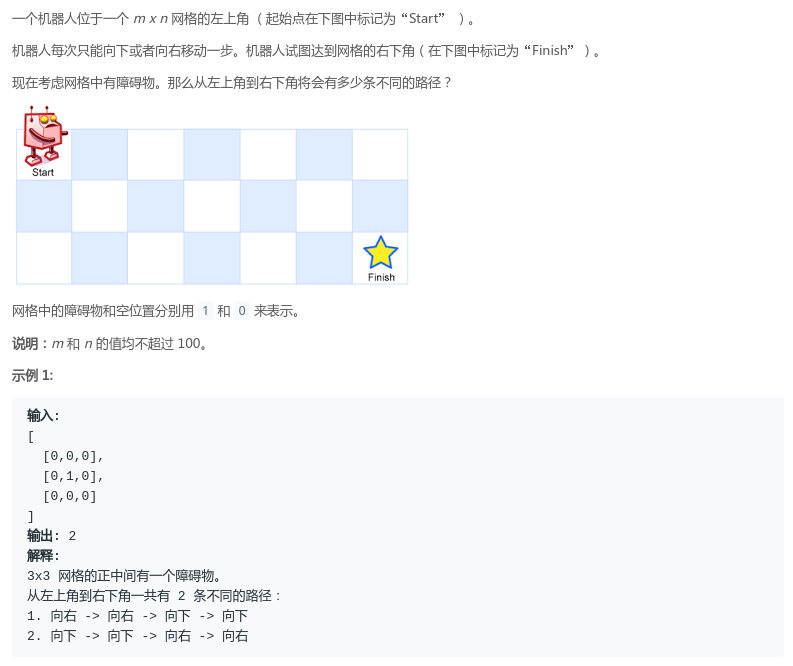 一个机器人位于一个 m x n 网格的左上角 （起始点在下图中标记为“Start” ）。
机器人每次只能向下或者向右移动一步。机器人试图达到网格的右下角（在下图中标记为“Finish” ）。
现在考虑网格中有障碍物。那么从左上角到右下角将会有多少条不同的路径？
Start
Finish
网格中的障碍物和空位置分别用 1 和 0 来表示。
说明：m 和 n 的值均不超过 100。
示例 1:
输入:
[
  [0,0,0],
  [0,1,0],
  [0,0,0]
]
输出: 2
解释:
3x3 网格的正中间有一个障碍物。
从左上角到右下角一共有 2 条不同的路径：
1. 向右 -> 向右 -> 向下 -> 向下
2. 向下 -> 向下 -> 向右 -> 向右